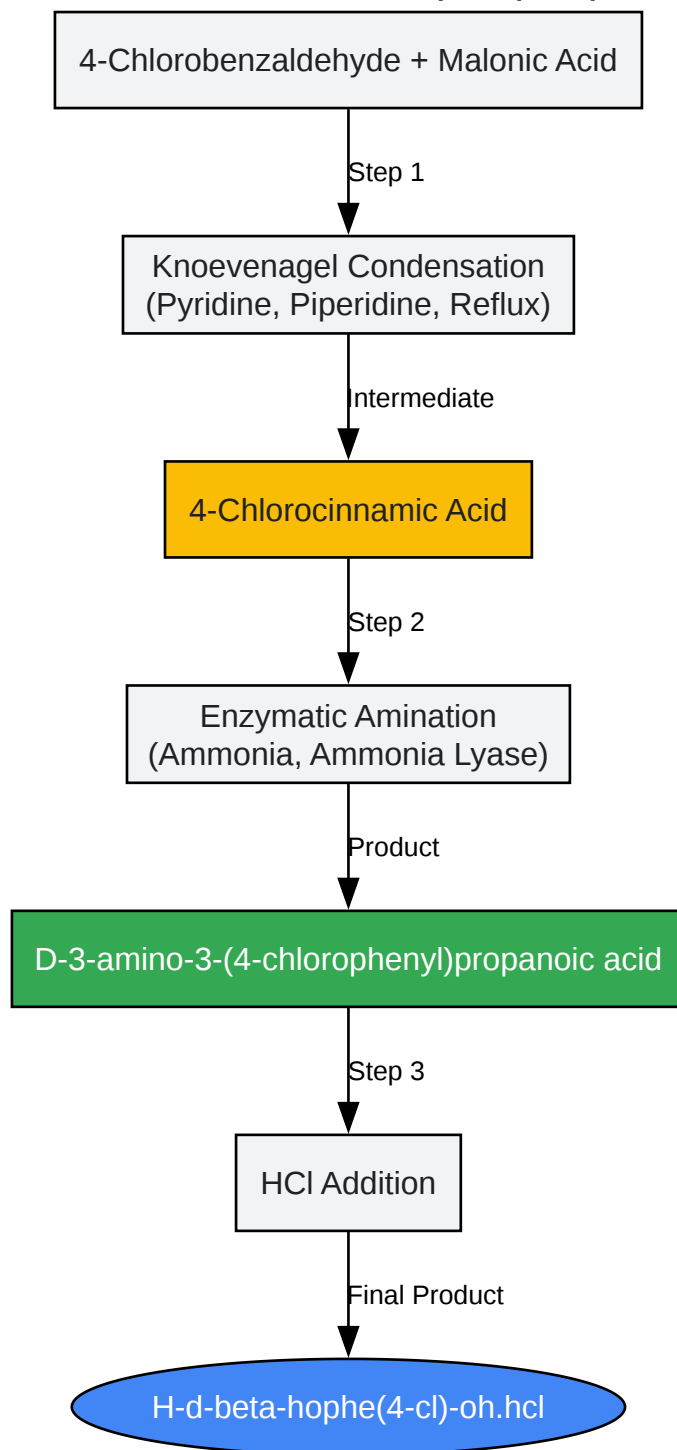 4-Chlorobenzaldehyde + Malonic Acid
Step 1
Knoevenagel Condensation
(Pyridine, Piperidine, Reflux)
Intermediate
4-Chlorocinnamic Acid
Step 2
Enzymatic Amination
(Ammonia, Ammonia Lyase)
Product
D-3-amino-3-(4-chlorophenyl)propanoic acid
Step 3
HCl Addition
Final Product
H-d-beta-hophe(4-cl)-oh.hcl